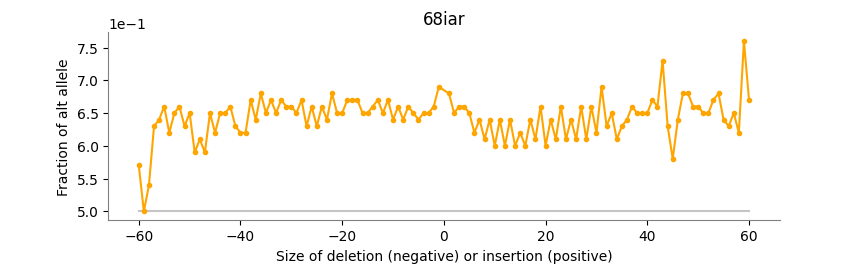 68iar
1e−1
7.5
7.0
6.5
6.0
5.5
5.0
Fraction of alt allele
−60 −40 −20 0 20 40 60
Size of deletion (negative) or insertion (positive)